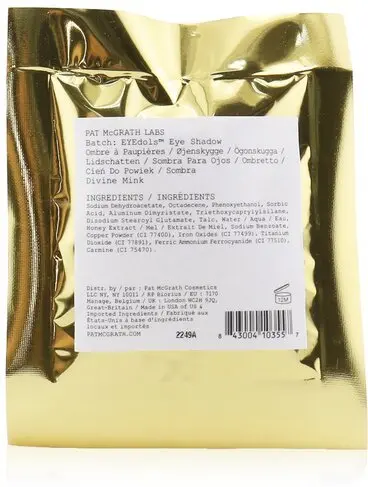 PAT McGRATH LABS
Batch: EYEdols™ Eye Shadow
Ombre à Paupières / Øjenskygge / Ögonskugga /
Lidschatten / Sombra Para Ojos / Ombretto /
Cień Do Powiek / Sombra
Divine Mink
INGREDIENTS / INGRÉDIENTS
Sodium Dehydroacetate, Octodecene, Phenoxyethanol, Sorbic
Acid, Aluminum Dimyristate, Triethoxycaprylylsilane,
Disodium Stearoyl Glutamate, Talc, Water / Aqua / Eau,
Honey Extract / Mel / Extrait De Miel, Sodium Benzoate,
Copper Powder (CI 77400), Iron Oxides (CI 77499), Titanium
Dioxide (CI 77891), Ferric Ammonium Ferrocyanide (CI 77510),
Carmine (CI 75470).
Distr. by / par : Pat McGrath Cosmetics
LLC NY, NY 10011 / KP Biorius / EU : 7170
Manage, Belgium / UK : London WC2H 9JQ,
Great-Britain / Made in USA of US &
Imported Ingredients / Fabriqué aux
États-Unis à base d'ingrédients
locaux et importés
PATMCGRATH.COM
2249A
12M
8 43004 10355 7